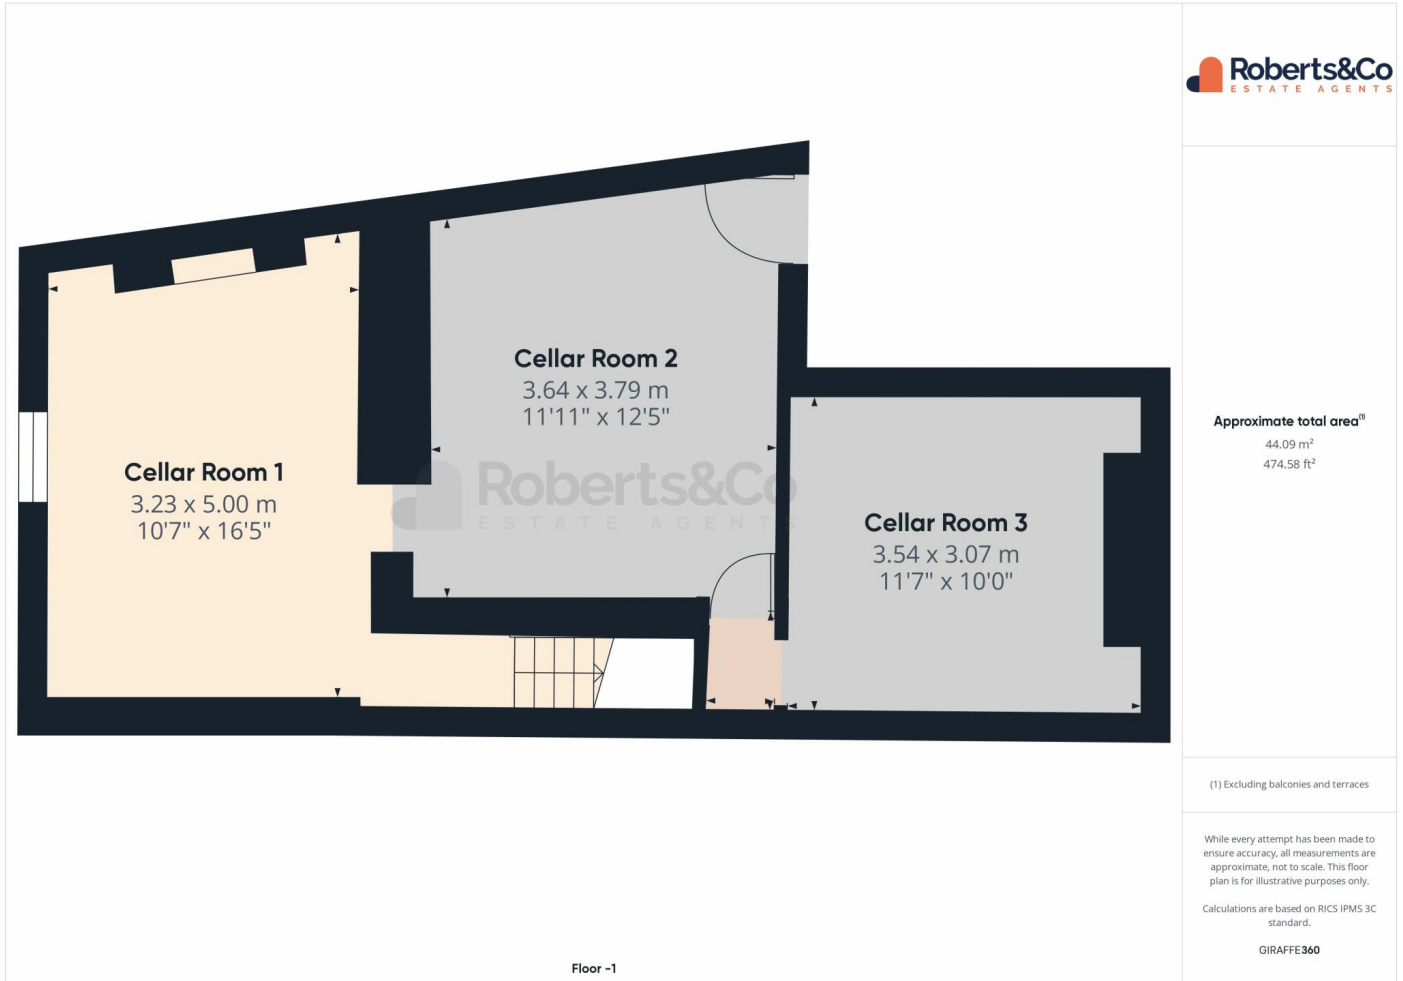 Roberts&Co
ESTATE AGENTS
Cellar Room 2
3.64 x 3.79 m
11'11" x 12'5"
Cellar Room 1
3.23 x 5.00 m
10'7" x 16'5"
Roberts&Co
ESTATE AGENTS
Cellar Room 3
3.54 x 3.07 m
11'7" x 10'0"
Approximate total area⁽¹⁾
44.09 m²
474.58 ft²
(1) Excluding balconies and terraces
While every attempt has been made to
ensure accuracy, all measurements are
approximate, not to scale. This floor
plan is for illustrative purposes only.
Calculations are based on RICS IPMS 3C
standard.
GIRAFFE360
Floor -1